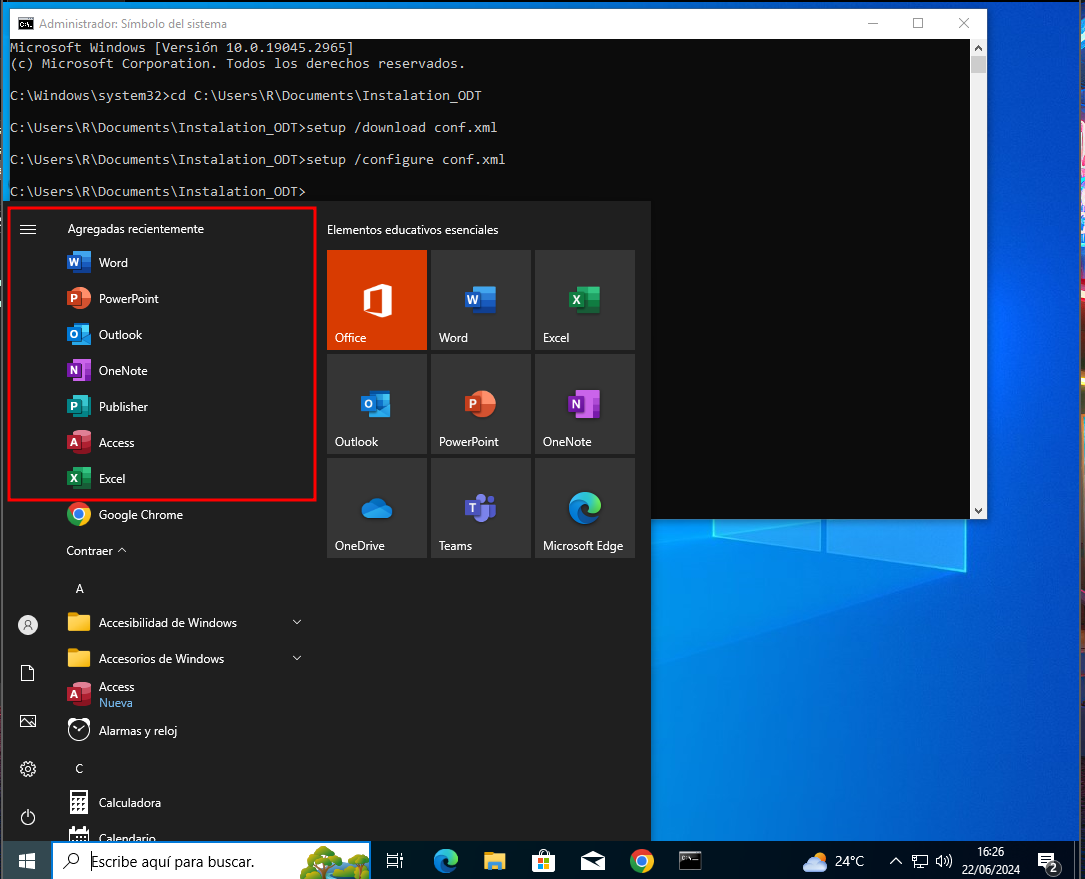 Administrador: Símbolo del sistema
Microsoft Windows [Versión 10.0.19045.2965]
(c) Microsoft Corporation. Todos los derechos reservados.
C:\Windows\system32>cd C:\Users\R\Documents\Instalation_ODT
C:\Users\R\Documents\Instalation_ODT>setup /download conf.xml
C:\Users\R\Documents\Instalation_ODT>setup /configure conf.xml
C:\Users\R\Documents\Instalation_ODT>
Agregadas recientemente
Word
PowerPoint
Outlook
OneNote
Publisher
Access
Excel
Google Chrome
Contraer
A
Accesibilidad de Windows
Accesorios de Windows
Access
Nueva
Alarmas y reloj
C
Calculadora
Calendario
Elementos educativos esenciales
Office
Word
Excel
Outlook
PowerPoint
OneNote
OneDrive
Teams
Microsoft Edge
Escribe aquí para buscar.
24°C
16:26
22/06/2024
2